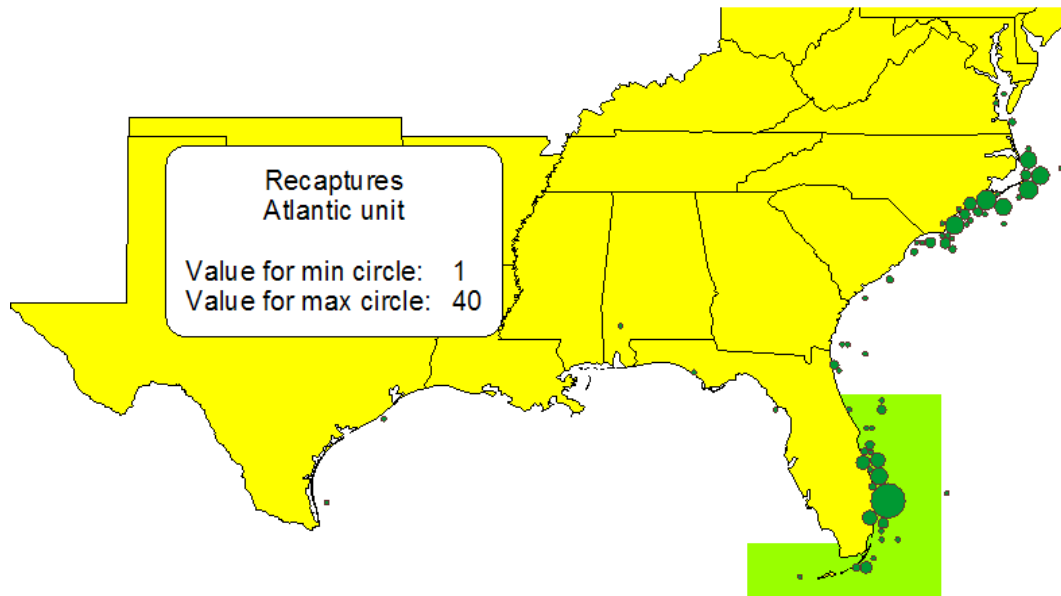 Recaptures
Atlantic unit
Value for min circle: 1
Value for max circle: 40